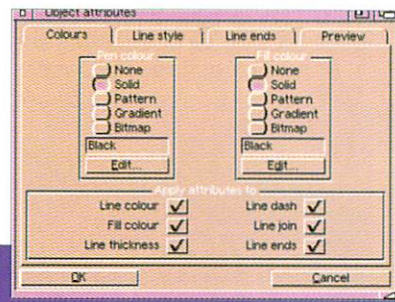 Object attributes
Colours Line style Line ends Preview
Pen colour Fill colour
None None
Solid Solid
Pattern Pattern
Gradient Gradient
Bitmap Bitmap
Black Black
Edit... Edit...
Apply attributes to
Line colour Line dash
Fill colour Line join
Line thickness Line ends
OK Cancel